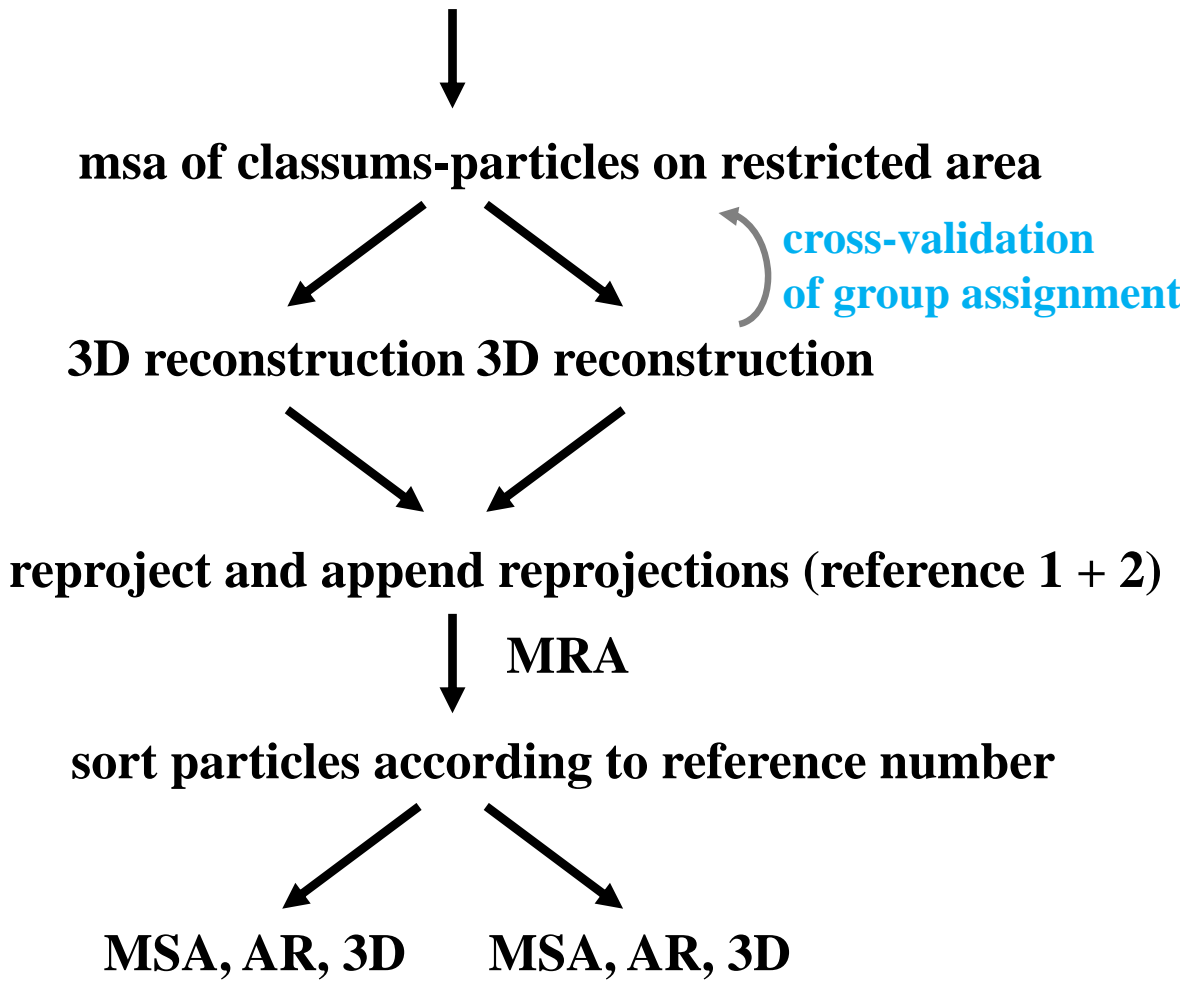 msa of classums-particles on restricted area
cross-validation
of group assignment
3D reconstruction 3D reconstruction
reproject and append reprojections (reference 1 + 2)
MRA
sort particles according to reference number
MSA, AR, 3D MSA, AR, 3D